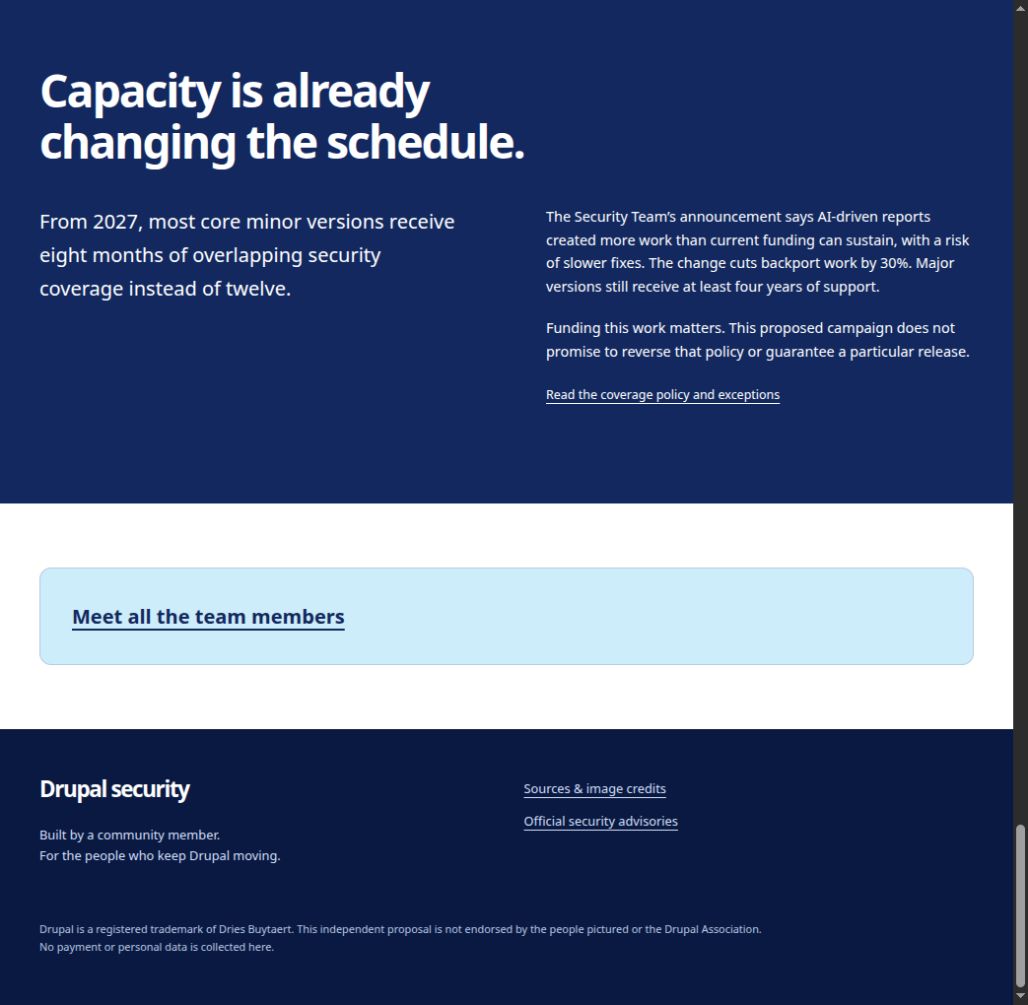 Capacity is already
changing the schedule.
From 2027, most core minor versions receive
eight months of overlapping security
coverage instead of twelve.
The Security Team’s announcement says AI-driven reports
created more work than current funding can sustain, with a risk
of slower fixes. The change cuts backport work by 30%. Major
versions still receive at least four years of support.
Funding this work matters. This proposed campaign does not
promise to reverse that policy or guarantee a particular release.
Read the coverage policy and exceptions
Meet all the team members
Drupal security
Built by a community member.
For the people who keep Drupal moving.
Sources & image credits
Official security advisories
Drupal is a registered trademark of Dries Buytaert. This independent proposal is not endorsed by the people pictured or the Drupal Association.
No payment or personal data is collected here.